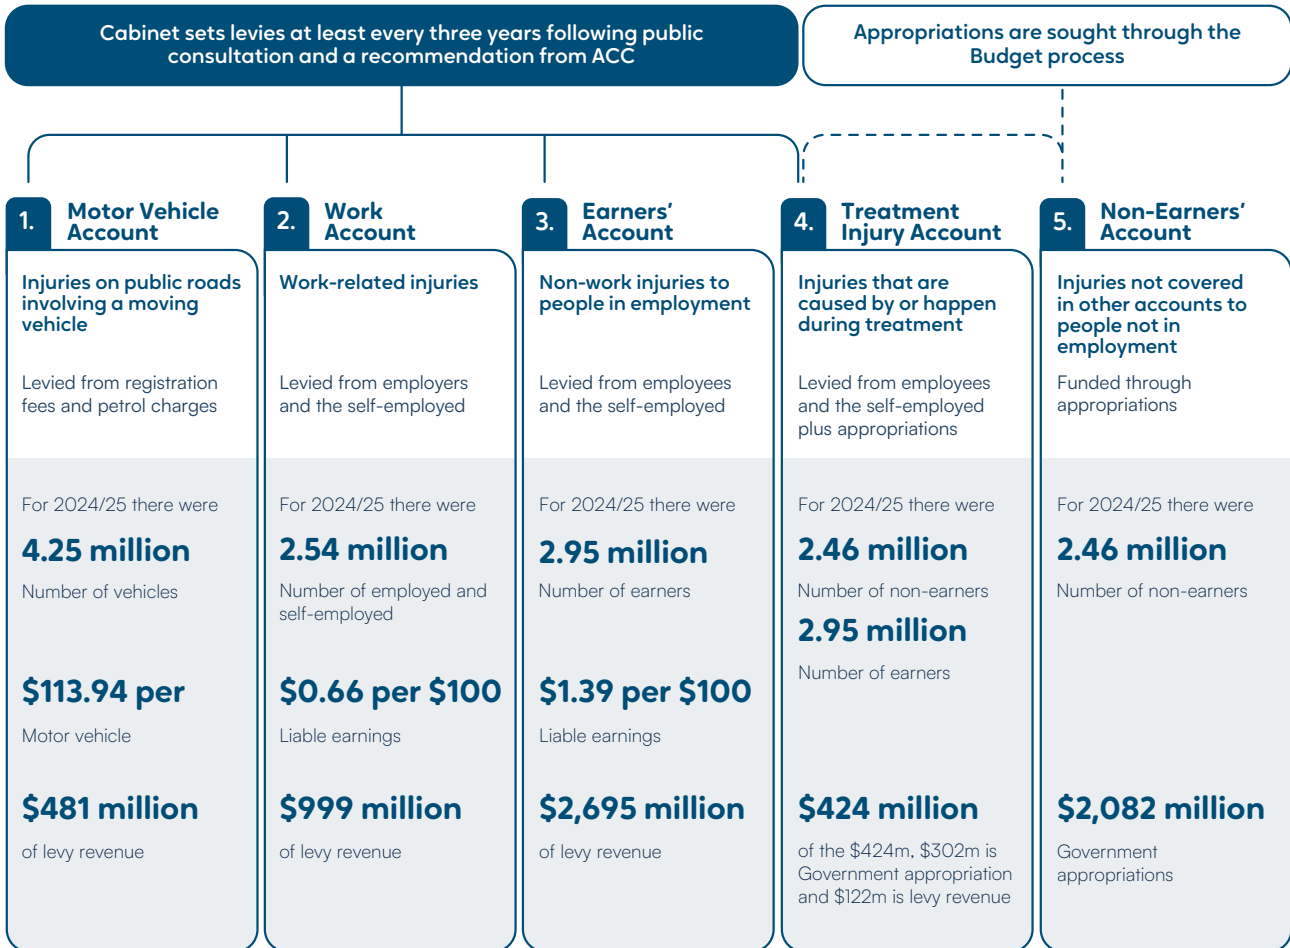 Cabinet sets levies at least every three years following public
consultation and a recommendation from ACC
Appropriations are sought through the
Budget process
1.
Motor Vehicle
Account
Injuries on public roads
involving a moving
vehicle
Levied from registration
fees and petrol charges
For 2024/25 there were
4.25 million
Number of vehicles
$113.94 per
Motor vehicle
$481 million
of levy revenue
2.
Work
Account
Work-related injuries
Levied from employers
and the self-employed
For 2024/25 there were
2.54 million
Number of employed and
self-employed
$0.66 per $100
Liable earnings
$999 million
of levy revenue
3.
Earners’
Account
Non-work injuries to
people in employment
Levied from employees
and the self-employed
For 2024/25 there were
2.95 million
Number of earners
$1.39 per $100
Liable earnings
$2,695 million
of levy revenue
4.
Treatment
Injury Account
Injuries that are
caused by or happen
during treatment
Levied from employees
and the self-employed
plus appropriations
For 2024/25 there were
2.46 million
Number of non-earners
2.95 million
Number of earners
$424 million
of the $424m, $302m is
Government appropriation
and $122m is levy revenue
5.
Non-Earners’
Account
Injuries not covered
in other accounts to
people not in
employment
Funded through
appropriations
For 2024/25 there were
2.46 million
Number of non-earners
$2,082 million
Government
appropriations